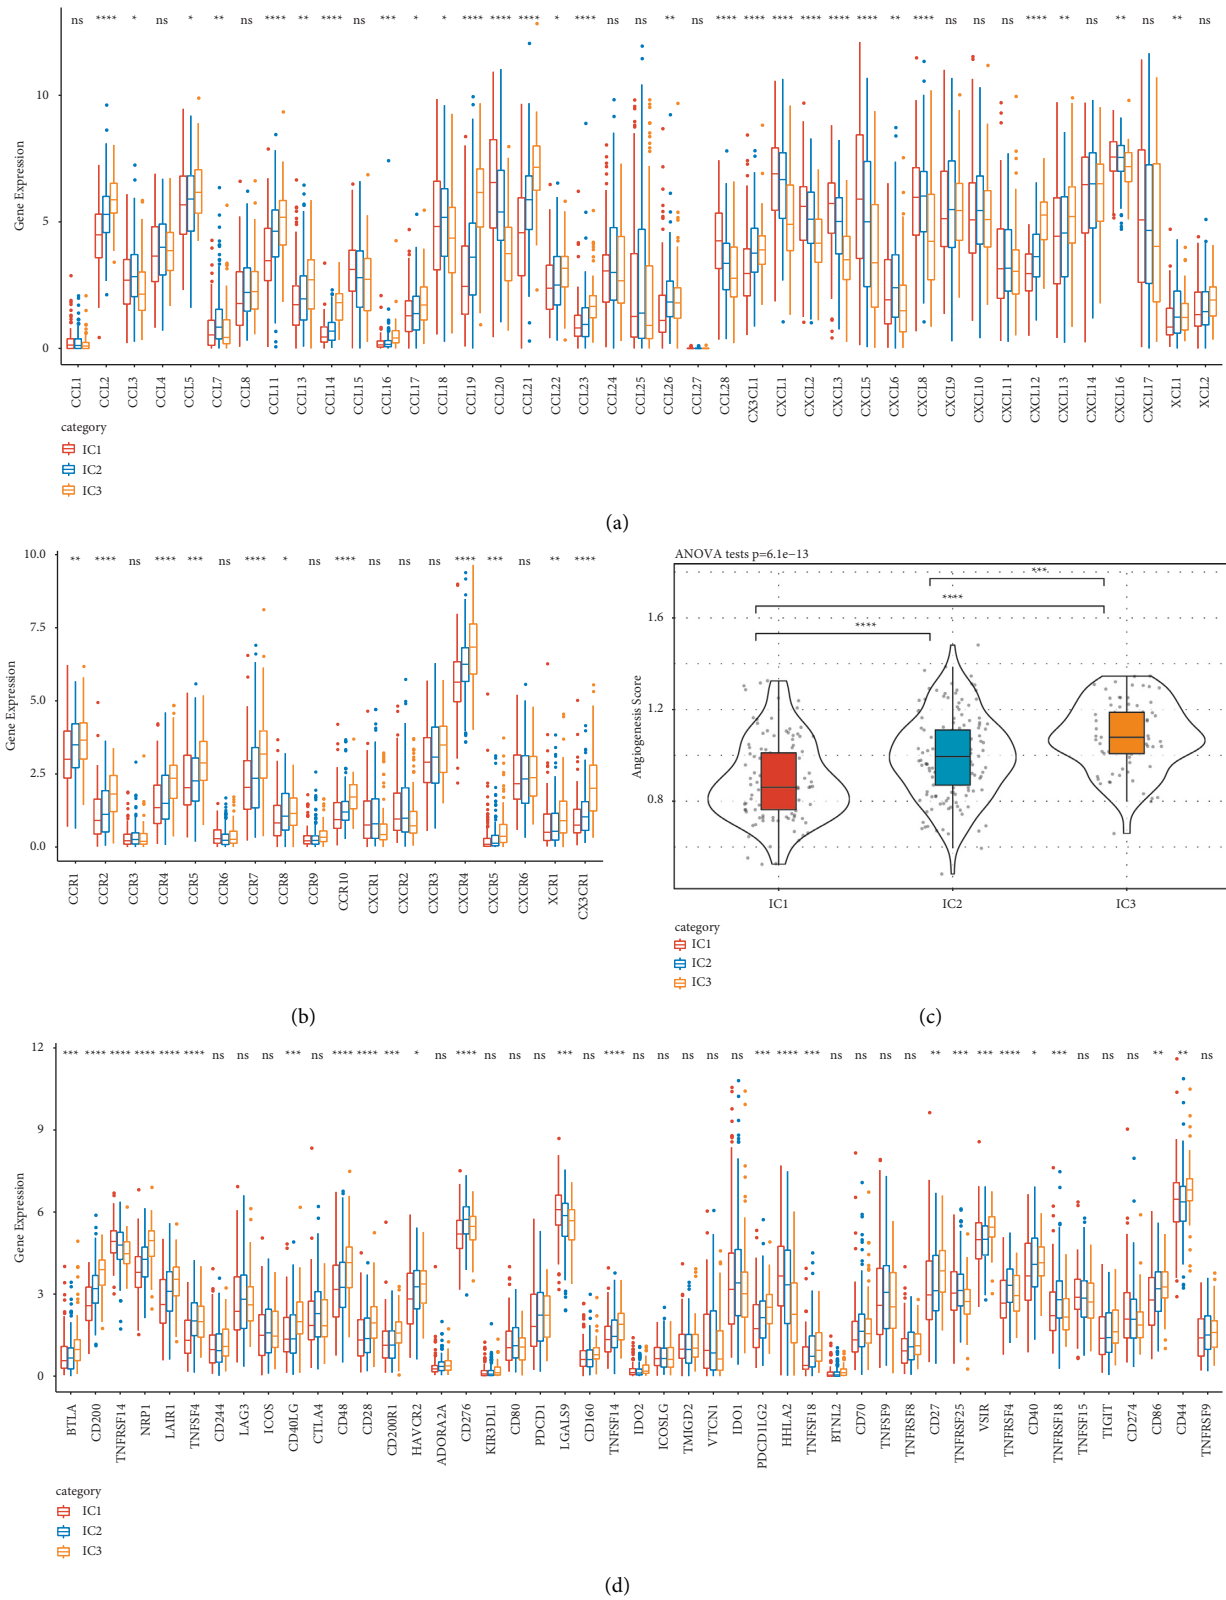 ns **** * ns * ** ns **** ** **** ns *** * * **** **** **** * **** ns ns ** ns **** **** **** **** **** **** ** **** ns ns ns **** ** ns ** ns ** ns
Gene Expression
10
5
0
CCL1 CCL2 CCL3 CCL4 CCL5 CCL7 CCL8 CCL11 CCL13 CCL14 CCL15 CCL16 CCL17 CCL18 CCL19 CCL20 CCL21 CCL22 CCL23 CCL24 CCL25 CCL26 CCL27 CCL28 CX3CL1 CXCL1 CXCL2 CXCL3 CXCL5 CXCL6 CXCL8 CXCL9 CXCL10 CXCL11 CXCL12 CXCL13 CXCL14 CXCL16 CXCL17 XCL1 XCL2
category
IC1
IC2
IC3
(a)
** **** ns **** *** ns **** * ns **** ns ns ns **** *** ns ** ****
Gene Expression
10.0
7.5
5.0
2.5
0.0
CCR1 CCR2 CCR3 CCR4 CCR5 CCR6 CCR7 CCR8 CCR9 CCR10 CXCR1 CXCR2 CXCR3 CXCR4 CXCR5 CXCR6 XCR1 CX3CR1
category
IC1
IC2
IC3
(b)
ANOVA tests p=6.1e−13
***
****
****
Angiogenesis Score
1.6
1.2
0.8
IC1 IC2 IC3
category
IC1
IC2
IC3
(c)
*** **** **** **** **** **** ns ns ns *** ns **** **** *** * ns **** ns ns ns *** ns **** ns ns ns ns ns *** **** *** ns ns ns ns ** *** *** **** * *** ns ns ns ** ** ns
Gene Expression
12
9
6
3
0
BTLA CD200 TNFRSF14 NRP1 LAIR1 TNFSF4 CD244 LAG3 ICOS CD40LG CTLA4 CD48 CD28 CD200R1 HAVCR2 ADORA2A CD276 KIR3DL1 CD80 PDCD1 LGALS9 CD160 TNFSF14 IDO2 ICOSLG TMIGD2 VTCN1 IDO1 PDCD1LG2 HHLA2 TNFSF18 BTNL2 CD70 TNFSF9 TNFRSF8 CD27 TNFRSF25 VSIR TNFRSF4 CD40 TNFRSF18 TNFSF15 TIGIT CD274 CD86 CD44 TNFRSF9
category
IC1
IC2
IC3
(d)